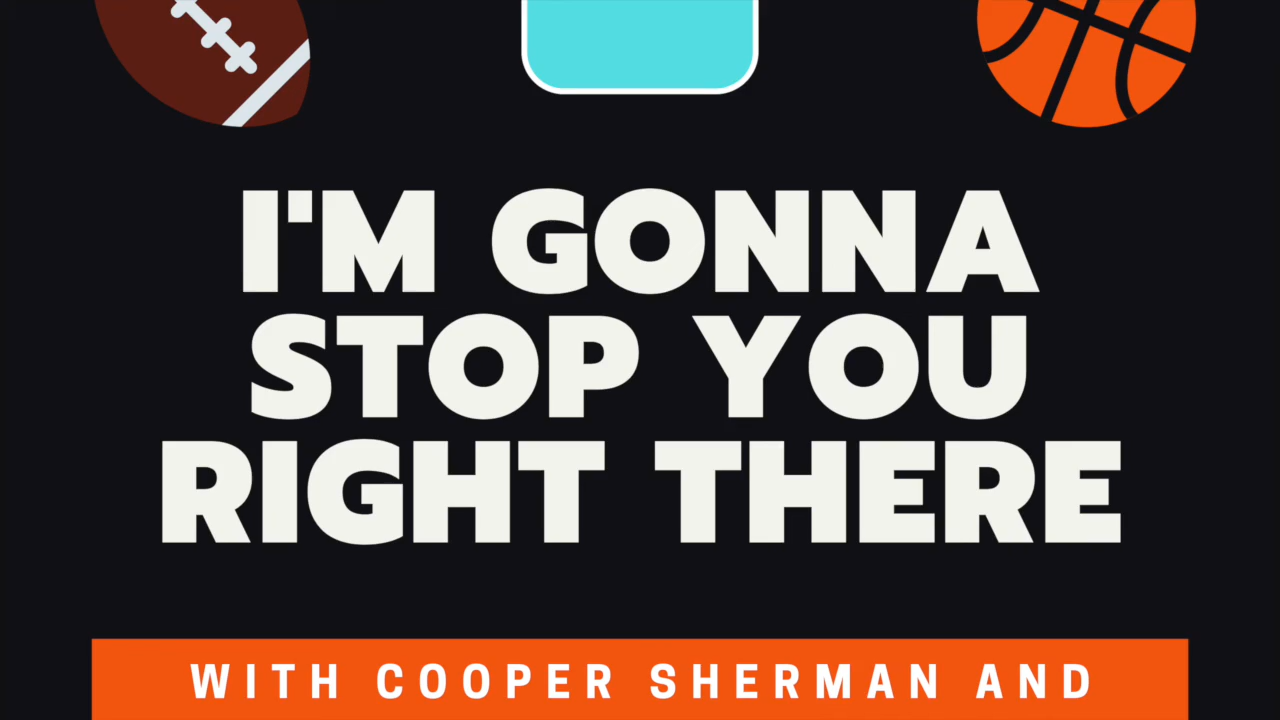 I'M GONNA
STOP YOU
RIGHT THERE
WITH COOPER SHERMAN AND